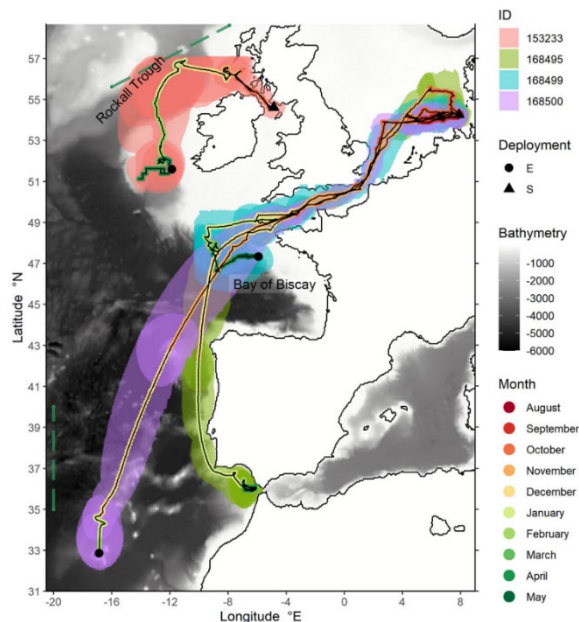 57
55
53
51
49
47
45
43
41
39
37
35
33
31
-20
-16
-12
-8
-4
0
4
8
Latitude °N
Longitude °E
Rockall Trough
Bay of Biscay
ID
153233
168495
168499
168500
Deployment
E
S
Bathymetry
-1000
-2000
-3000
-4000
-5000
-6000
Month
August
September
October
November
December
January
February
March
April
May